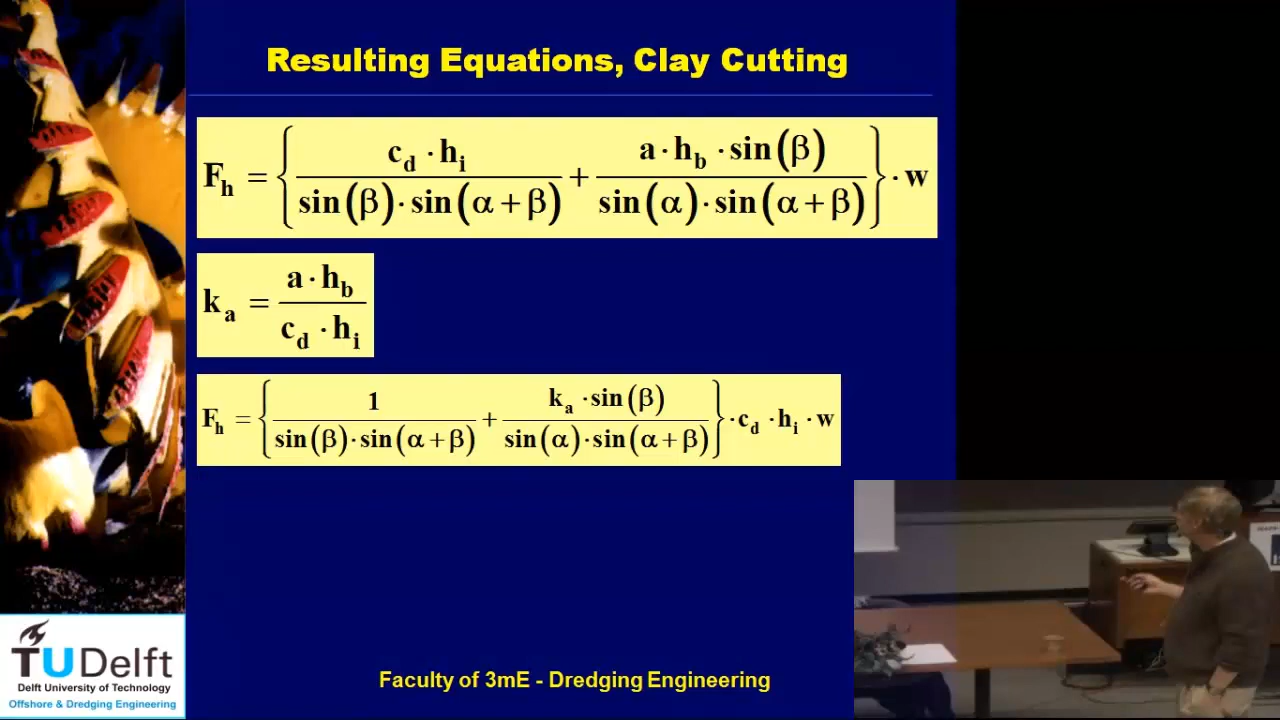 Resulting Equations, Clay Cutting
F_h = { c_d · h_i / (sin(β) · sin(α + β)) + a · h_b · sin(β) / (sin(α) · sin(α + β)) } · w
k_a = a · h_b / (c_d · h_i)
F_h = { 1 / (sin(β) · sin(α + β)) + k_a · sin(β) / (sin(α) · sin(α + β)) } · c_d · h_i · w
TUDelft
Delft University of Technology
Offshore & Dredging Engineering
Faculty of 3mE - Dredging Engineering